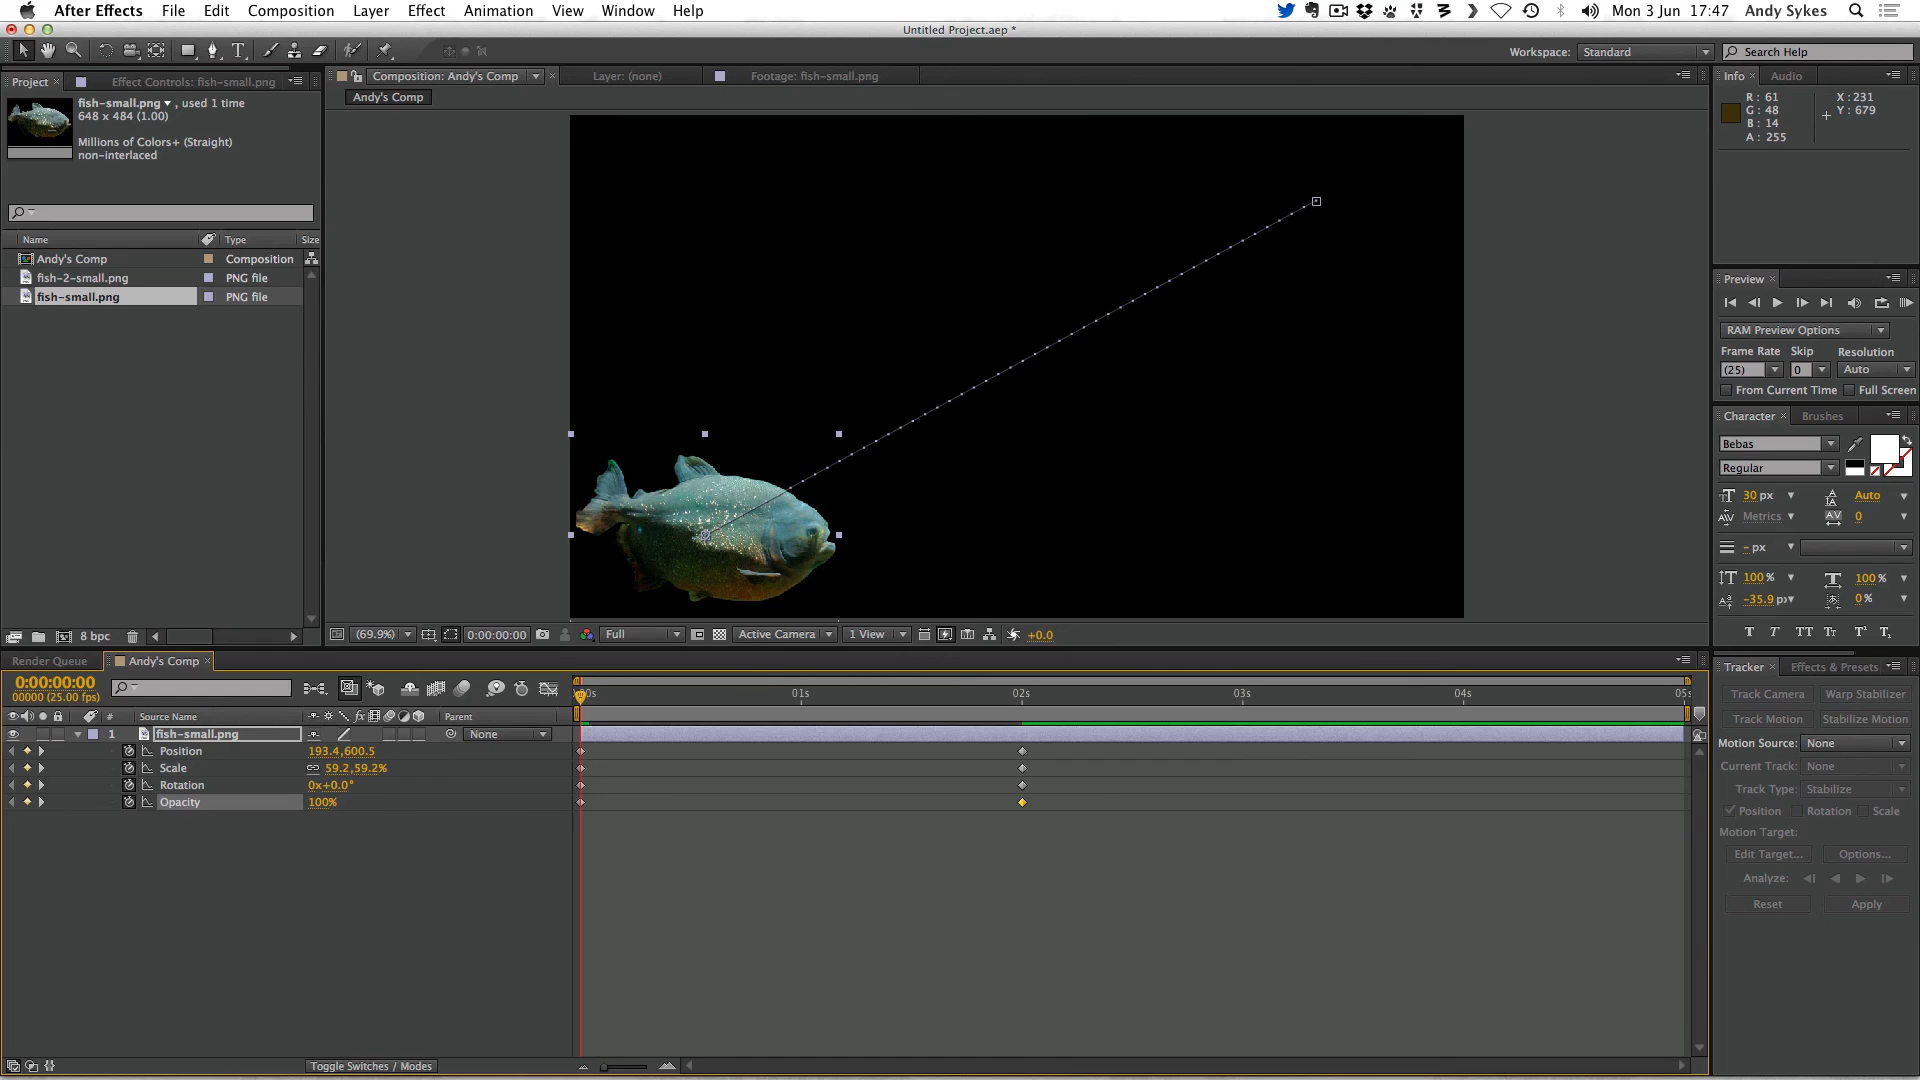 After Effects File Edit Composition Layer Effect Animation View Window Help Mon 3 Jun 17:47 Andy Sykes
Untitled Project.aep *
Workspace: Standard Search Help
Project × Effect Controls: fish-small.png
Composition: Andy's Comp × Layer: (none) Footage: fish-small.png
Info × Audio
Andy's Comp
fish-small.png , used 1 time
648 x 484 (1.00)
Millions of Colors+ (Straight)
non-interlaced
R : 61 X : 231
G : 48 Y : 679
B : 14
A : 255
Name Type Size
Andy's Comp Composition
fish-2-small.png PNG file
fish-small.png PNG file
8 bpc
Preview ×
RAM Preview Options
Frame Rate Skip Resolution
(25) 0 Auto
From Current Time Full Screen
Character × Brushes
Bebas
Regular
30 px Auto
Metrics 0
- px
100 % 100 %
-35.9 px 0 %
T T TT Tt T¹ T₁
(69.9%) 0:00:00:00 Full Active Camera 1 View +0.0
Render Queue Andy's Comp ×
0:00:00:00
00000 (25.00 fps)
01s 02s 03s 04s
# Source Name fx Parent
1 fish-small.png None
Position 193.4,600.5
Scale 59.2,59.2%
Rotation 0x+0.0°
Opacity 100%
Toggle Switches / Modes
Tracker × Effects & Presets
Track Camera Warp Stabilizer
Track Motion Stabilize Motion
Motion Source: None
Current Track: None
Track Type: Stabilize
Position Rotation Scale
Motion Target:
Edit Target... Options...
Analyze:
Reset Apply